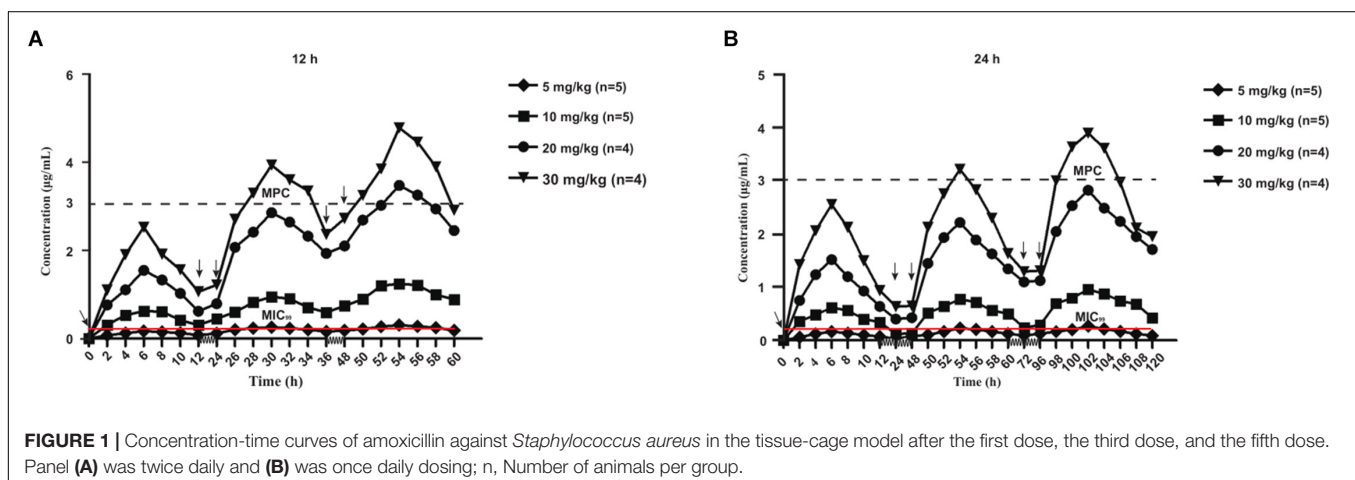 A
12 h
6
4
3
2
0
Concentration (µg/mL)
MPC
MIC99
0 2 4 6 8 10 12 24 26 28 30 32 34 36 48 50 52 54 56 58 60
Time (h)
5 mg/kg (n=5)
10 mg/kg (n=5)
20 mg/kg (n=4)
30 mg/kg (n=4)
B
24 h
5
4
3
2
1
0
Concentration (µg/mL)
MPC
MIC99
0 2 4 6 8 10 12 24 48 50 52 54 56 58 60 72 96 98 100 102 104 106 108 120
Time (h)
5 mg/kg (n=5)
10 mg/kg (n=5)
20 mg/kg (n=4)
30 mg/kg (n=4)
FIGURE 1 | Concentration-time curves of amoxicillin against Staphylococcus aureus in the tissue-cage model after the first dose, the third dose, and the fifth dose.
Panel (A) was twice daily and (B) was once daily dosing; n, Number of animals per group.